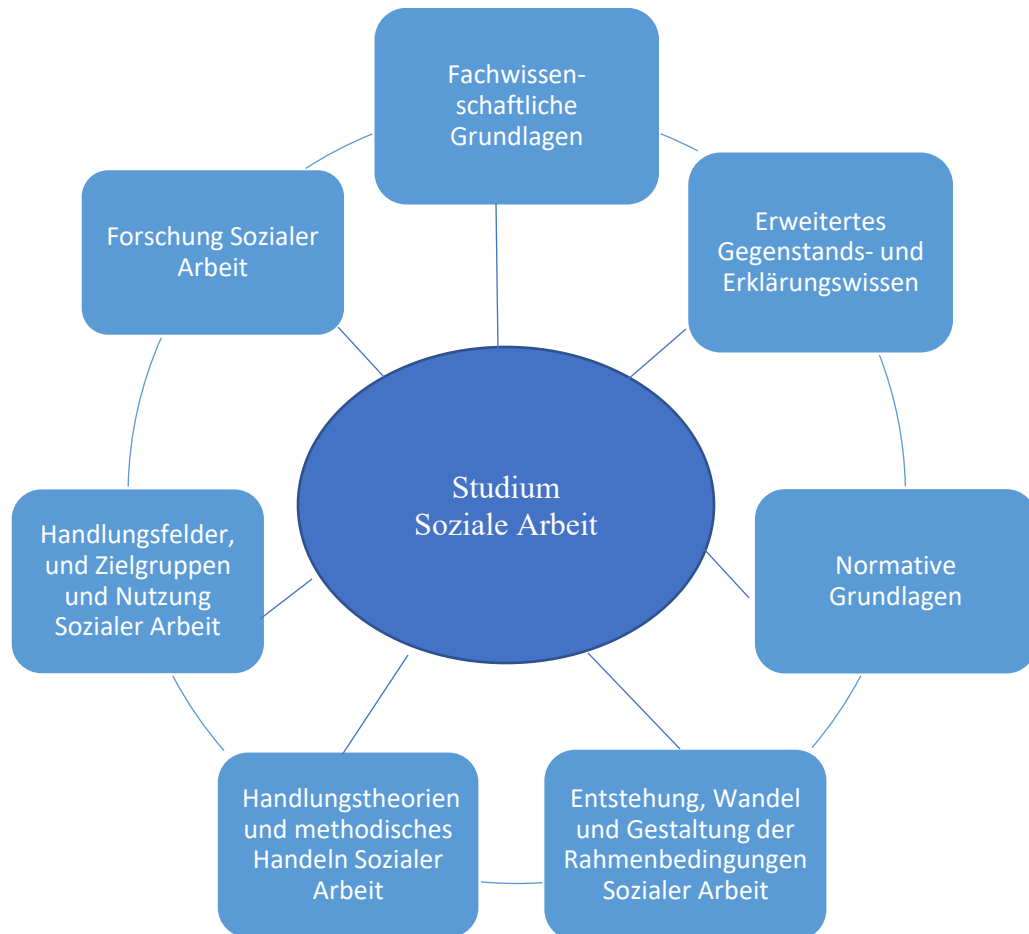 Fachwissen-
schaftliche
Grundlagen
Erweitertes
Gegenstands- und
Erklärungswissen
Normative
Grundlagen
Entstehung, Wandel
und Gestaltung der
Rahmenbedingungen
Sozialer Arbeit
Handlungstheorien
und methodisches
Handeln Sozialer
Arbeit
Handlungsfelder,
und Zielgruppen
und Nutzung
Sozialer Arbeit
Forschung Sozialer
Arbeit
Studium
Soziale Arbeit